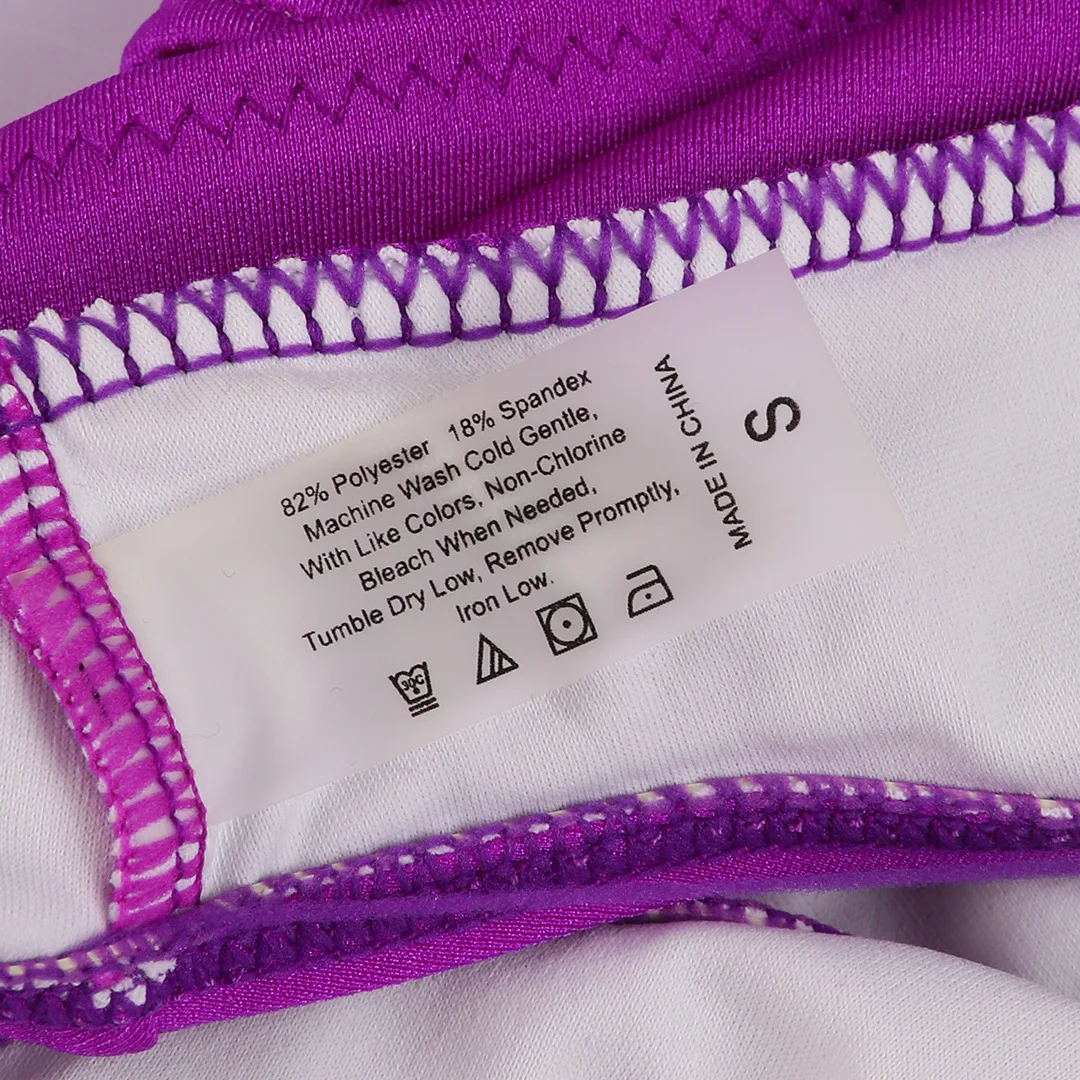 82% Polyester 18% Spandex
Machine Wash Cold Gentle,
With Like Colors, Non-Chlorine
Bleach When Needed,
Tumble Dry Low, Remove Promptly,
Iron Low.
30C
MADE IN CHINA
S